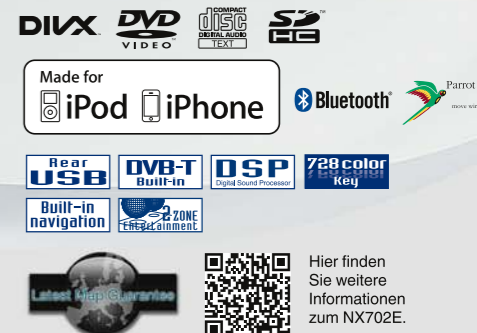 DIVX
DVD
VIDEO
COMPACT
disc
DIGITAL AUDIO
TEXT
SD
HC
Made for
iPod iPhone
Bluetooth®
Parrot
Rear
USB
DVB-T
Built-in
DSP
Digital Sound Processor
728 color
Key
Built-in
navigation
2-ZONE
Entertainment
Latest Map Guarantee
Hier finden
Sie weitere
Informationen
zum NX702E.